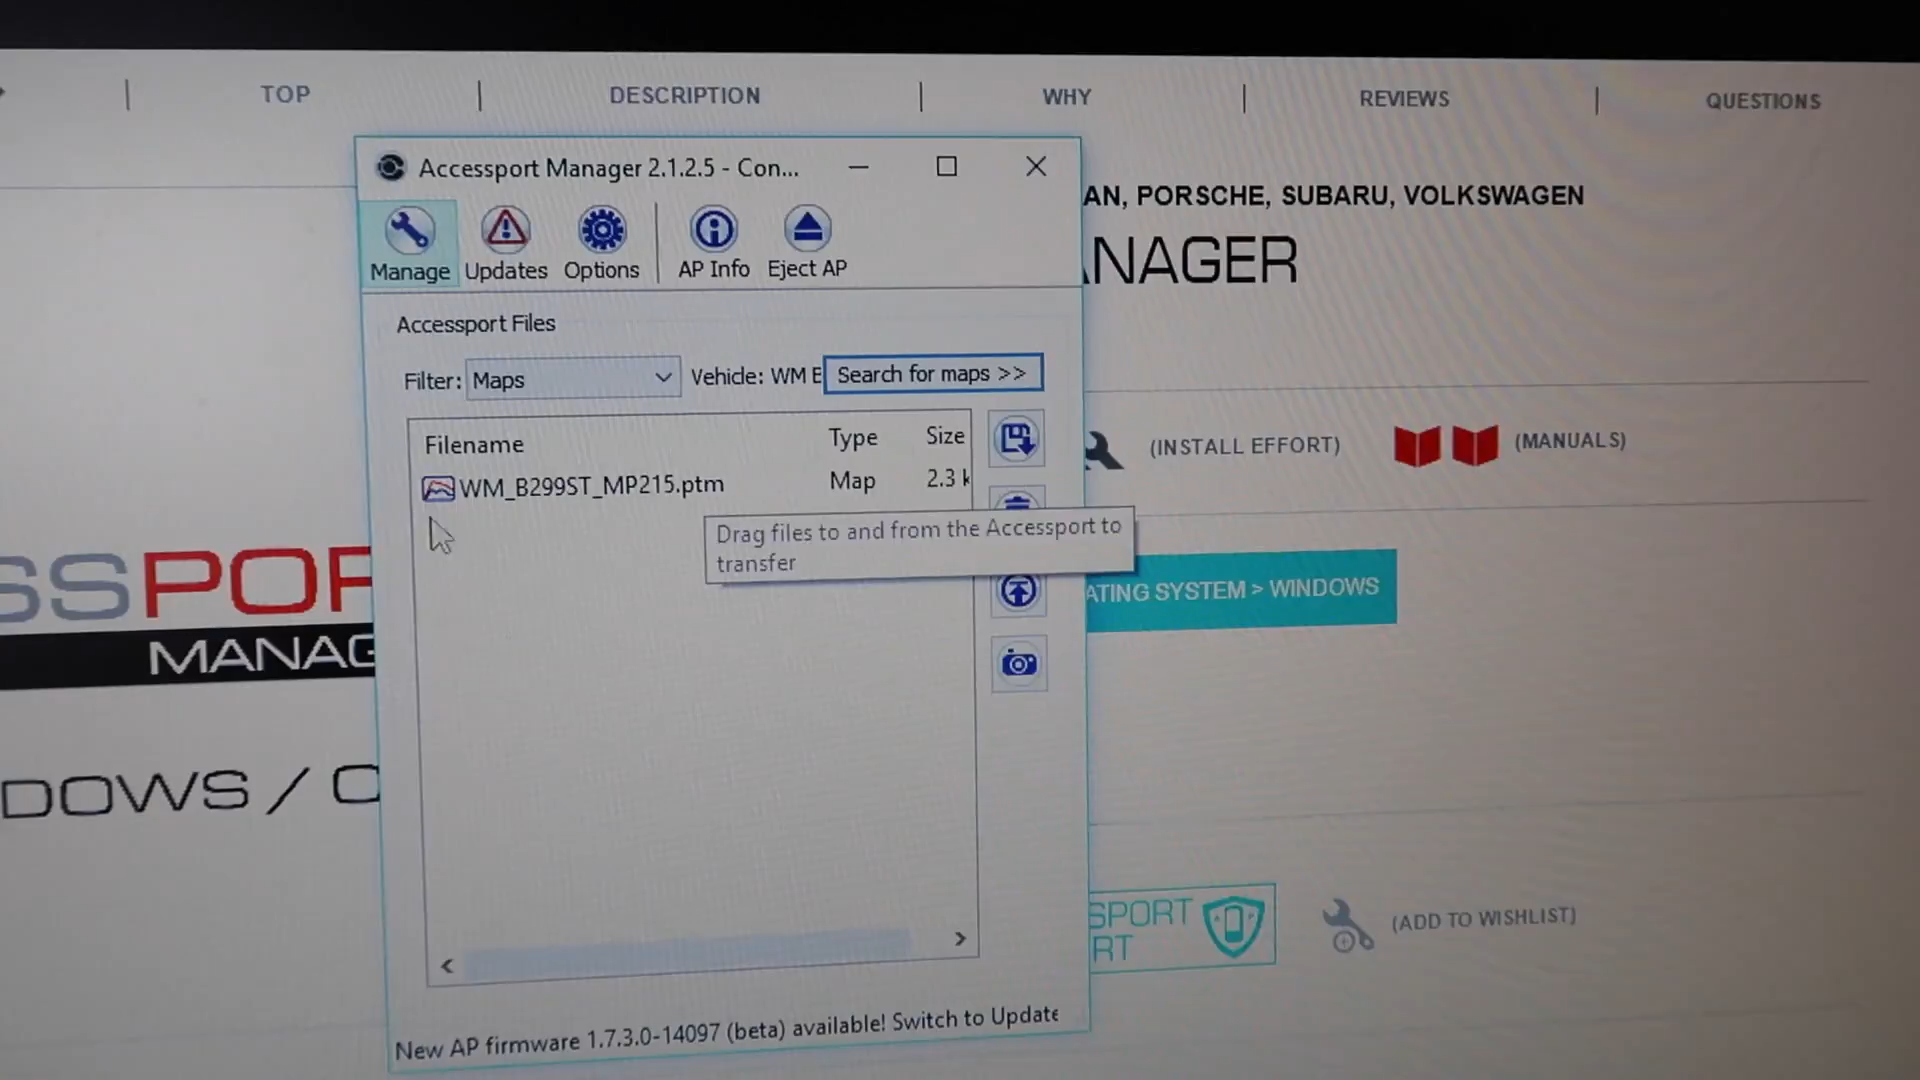 TOP | DESCRIPTION | WHY | REVIEWS | QUESTIONS
Accessport Manager 2.1.2.5 - Con...
Manage
Updates
Options
AP Info
Eject AP
AN, PORSCHE, SUBARU, VOLKSWAGEN
NAGER
Accessport Files
Filter: Maps
Vehicle: WM
Search for maps >>
Filename Type Size
WM_B299ST_MP215.ptm Map 2.3 k
Drag files to and from the Accessport to
transfer
(INSTALL EFFORT)
(MANUALS)
ATING SYSTEM > WINDOWS
SSPOR
MANAG
DOWS / C
SPORT
RT
(ADD TO WISHLIST)
New AP firmware 1.7.3.0-14097 (beta) available! Switch to Update